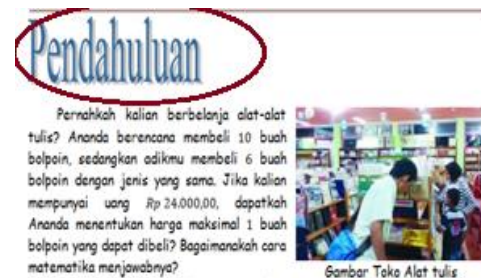 Pendahuluan
Pernahkah kalian berbelanja alat-alat
tulis? Ananda berencana membeli 10 buah
bolpoin, sedangkan adikmu membeli 6 buah
bolpoin dengan jenis yang sama. Jika kalian
mempunyai uang Rp 24.000,00, dapatkah
Ananda menentukan harga maksimal 1 buah
bolpoin yang dapat dibeli? Bagaimanakah cara
matematika menjawabnya?
Gambar Toko Alat tulis